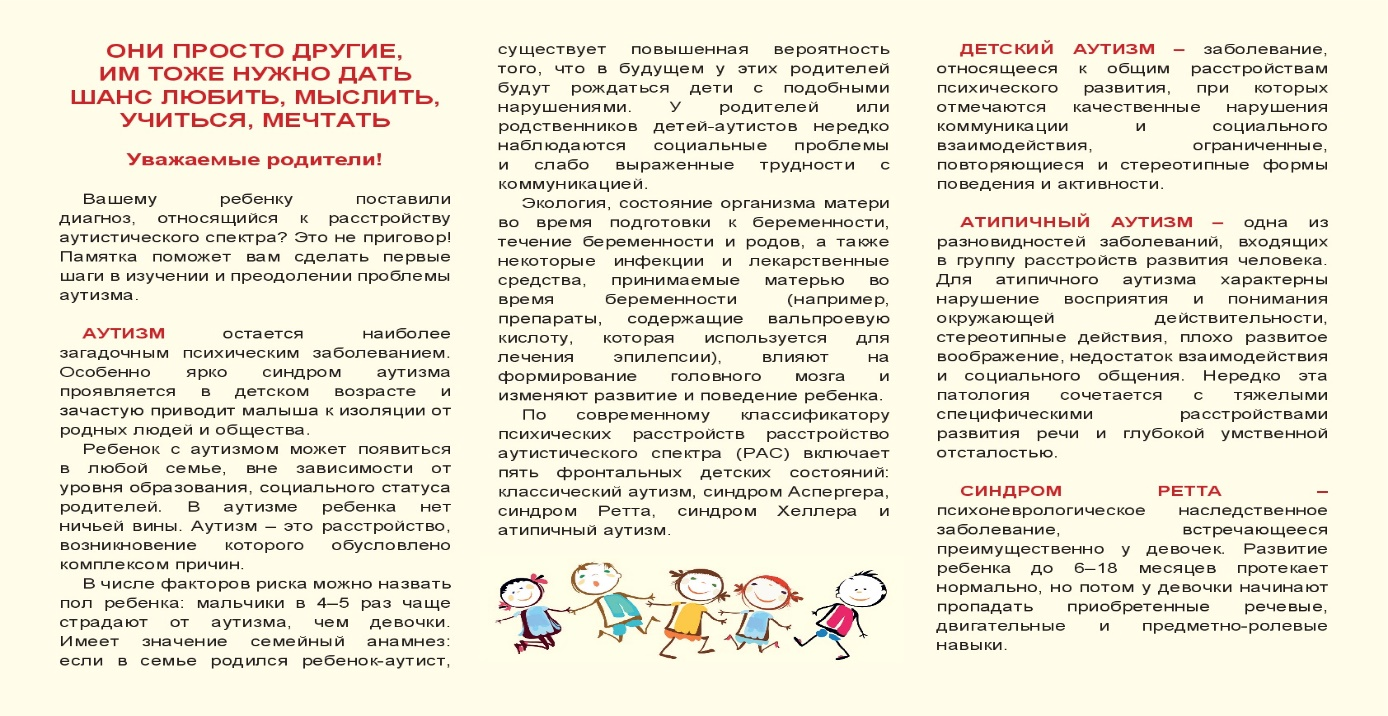 ОНИ ПРОСТО ДРУГИЕ,
ИМ ТОЖЕ НУЖНО ДАТЬ
ШАНС ЛЮБИТЬ, МЫСЛИТЬ,
УЧИТЬСЯ, МЕЧТАТЬ
Уважаемые родители!
Вашему ребенку поставили
диагноз, относящийся к расстройству
аутистического спектра? Это не приговор!
Памятка поможет вам сделать первые
шаги в изучении и преодолении проблемы
аутизма.
АУТИЗМ остается наиболее
загадочным психическим заболеванием.
Особенно ярко синдром аутизма
проявляется в детском возрасте и
зачастую приводит малыша к изоляции от
родных людей и общества.
Ребенок с аутизмом может появиться
в любой семье, вне зависимости от
уровня образования, социального статуса
родителей. В аутизме ребенка нет
ничьей вины. Аутизм – это расстройство,
возникновение которого обусловлено
комплексом причин.
В числе факторов риска можно назвать
пол ребенка: мальчики в 4–5 раз чаще
страдают от аутизма, чем девочки.
Имеет значение семейный анамнез:
если в семье родился ребенок-аутист,
существует повышенная вероятность
того, что в будущем у этих родителей
будут рождаться дети с подобными
нарушениями. У родителей или
родственников детей-аутистов нередко
наблюдаются социальные проблемы
и слабо выраженные трудности с
коммуникацией.
Экология, состояние организма матери
во время подготовки к беременности,
течение беременности и родов, а также
некоторые инфекции и лекарственные
средства, принимаемые матерью во
время беременности (например,
препараты, содержащие вальпроевую
кислоту, которая используется для
лечения эпилепсии), влияют на
формирование головного мозга и
изменяют развитие и поведение ребенка.
По современному классификатору
психических расстройств расстройство
аутистического спектра (РАС) включает
пять фронтальных детских состояний:
классический аутизм, синдром Аспергера,
синдром Ретта, синдром Хеллера и
атипичный аутизм.
ДЕТСКИЙ АУТИЗМ – заболевание,
относящееся к общим расстройствам
психического развития, при которых
отмечаются качественные нарушения
коммуникации и социального
взаимодействия, ограниченные,
повторяющиеся и стереотипные формы
поведения и активности.
АТИПИЧНЫЙ АУТИЗМ – одна из
разновидностей заболеваний, входящих
в группу расстройств развития человека.
Для атипичного аутизма характерны
нарушение восприятия и понимания
окружающей действительности,
стереотипные действия, плохо развитое
воображение, недостаток взаимодействия
и социального общения. Нередко эта
патология сочетается с тяжелыми
специфическими расстройствами
развития речи и глубокой умственной
отсталостью.
СИНДРОМ РЕТТА –
психоневрологическое наследственное
заболевание, встречающееся
преимущественно у девочек. Развитие
ребенка до 6–18 месяцев протекает
нормально, но потом у девочки начинают
пропадать приобретенные речевые,
двигательные и предметно-ролевые
навыки.